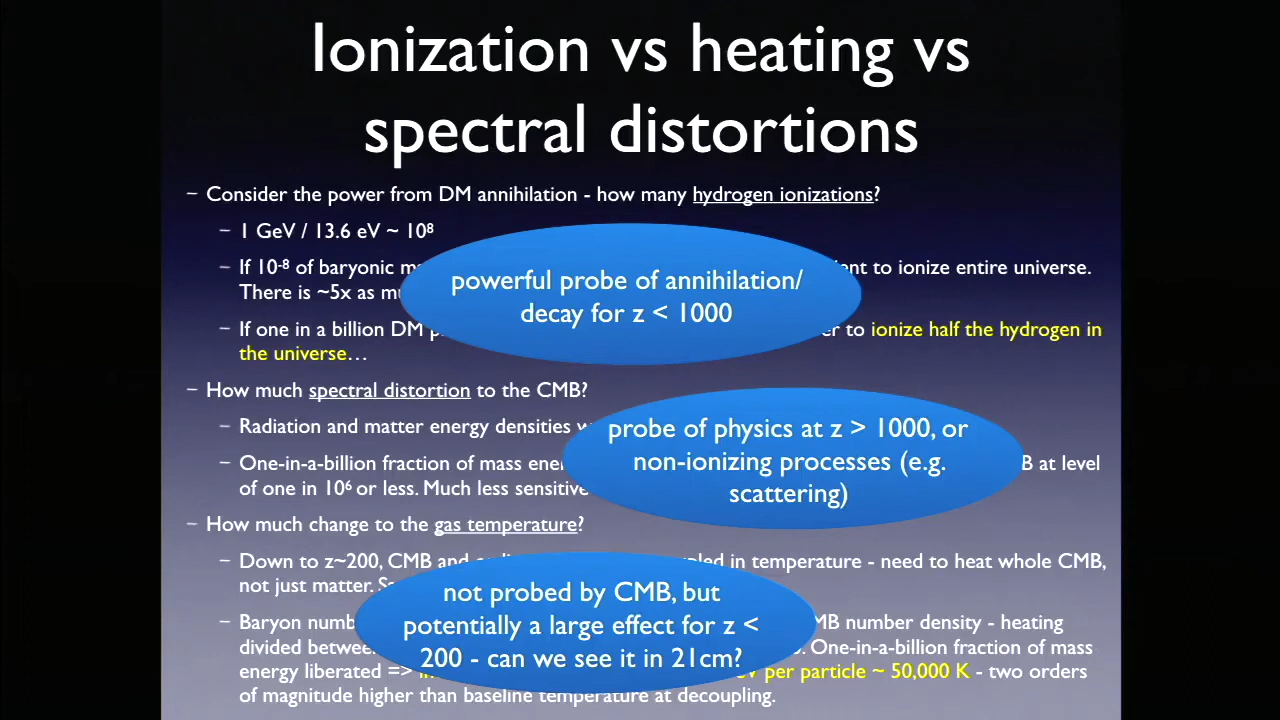 Ionization vs heating vs
spectral distortions
– Consider the power from DM annihilation - how many hydrogen ionizations?
– 1 GeV / 13.6 eV ~ 10⁸
– If 10⁻⁸ of baryonic to ionize entire universe.
There is ~5x as
– If one in a billion DM to ionize half the hydrogen in
the universe…
powerful probe of annihilation/
decay for z < 1000
– How much spectral distortion to the CMB?
– Radiation and matter energy densities
– One-in-a-billion fraction of mass at level
of one in 10⁶ or less. Much less sensitive
probe of physics at z > 1000, or
non-ionizing processes (e.g.
scattering)
– How much change to the gas temperature?
– Down to z~200, CMB and in temperature - need to heat whole CMB,
not just matter.
– Baryon number density - heating
divided One-in-a-billion fraction of mass
energy liberated => per particle ~ 50,000 K - two orders
of magnitude higher than baseline temperature at decoupling.
not probed by CMB, but
potentially a large effect for z <
200 - can we see it in 21cm?